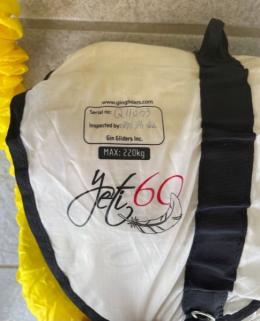 www.gingliders.com
Serial no:
Inspected by:
Gin Gliders Inc.
MAX: 220kg
yeti 60